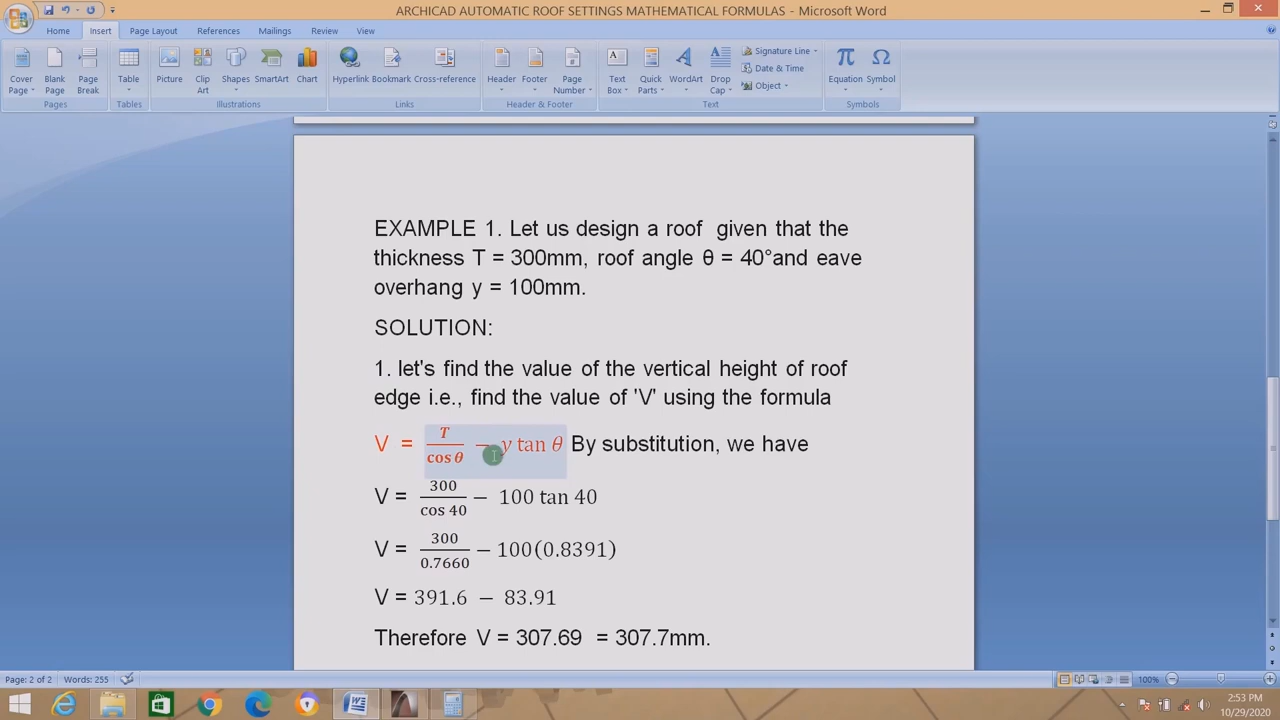 ARCHICAD AUTOMATIC ROOF SETTINGS MATHEMATICAL FORMULAS - Microsoft Word
Home Insert Page Layout References Mailings Review View
Cover Page Blank Page Page Break Table Picture Clip Art Shapes SmartArt Chart Hyperlink Bookmark Cross-reference Header Footer Page Number Text Box Quick Parts WordArt Drop Cap Signature Line Date & Time Object Equation Symbol
Pages Tables Illustrations Links Header & Footer Text Symbols
EXAMPLE 1. Let us design a roof given that the
thickness T = 300mm, roof angle θ = 40°and eave
overhang y = 100mm.
SOLUTION:
1. let's find the value of the vertical height of roof
edge i.e., find the value of 'V' using the formula
V = T/cos θ − y tan θ By substitution, we have
V = 300/cos 40 − 100 tan 40
V = 300/0.7660 − 100(0.8391)
V = 391.6 − 83.91
Therefore V = 307.69 = 307.7mm.
Page: 2 of 2 Words: 255 100%
2:53 PM
10/29/2020